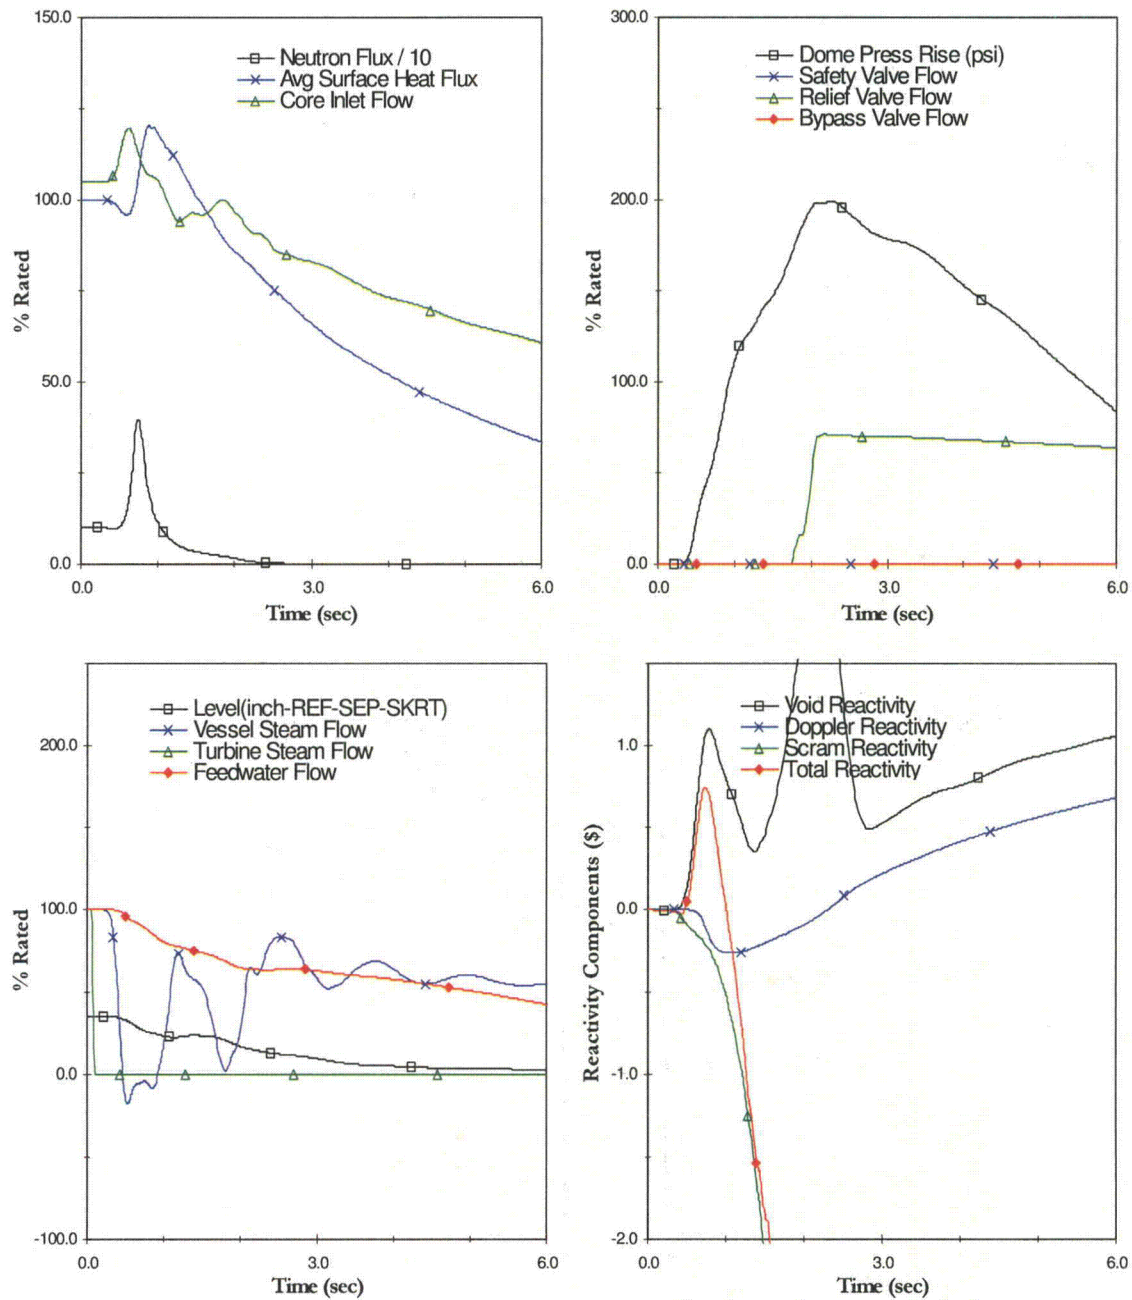 150.0
Neutron Flux / 10
Avg Surface Heat Flux
Core Inlet Flow
100.0
% Rated
50.0
0.0
0.0
3.0
6.0
Time (sec)
300.0
Dome Press Rise (psi)
Safety Valve Flow
Relief Valve Flow
Bypass Valve Flow
200.0
% Rated
100.0
0.0
0.0
3.0
6.0
Time (sec)
Level(inch-REF-SEP-SKRT)
Vessel Steam Flow
Turbine Steam Flow
Feedwater Flow
200.0
100.0
% Rated
0.0
-100.0
0.0
3.0
6.0
Time (sec)
Void Reactivity
Doppler Reactivity
Scram Reactivity
Total Reactivity
1.0
0.0
Reactivity Components ($)
-1.0
-2.0
0.0
3.0
6.0
Time (sec)